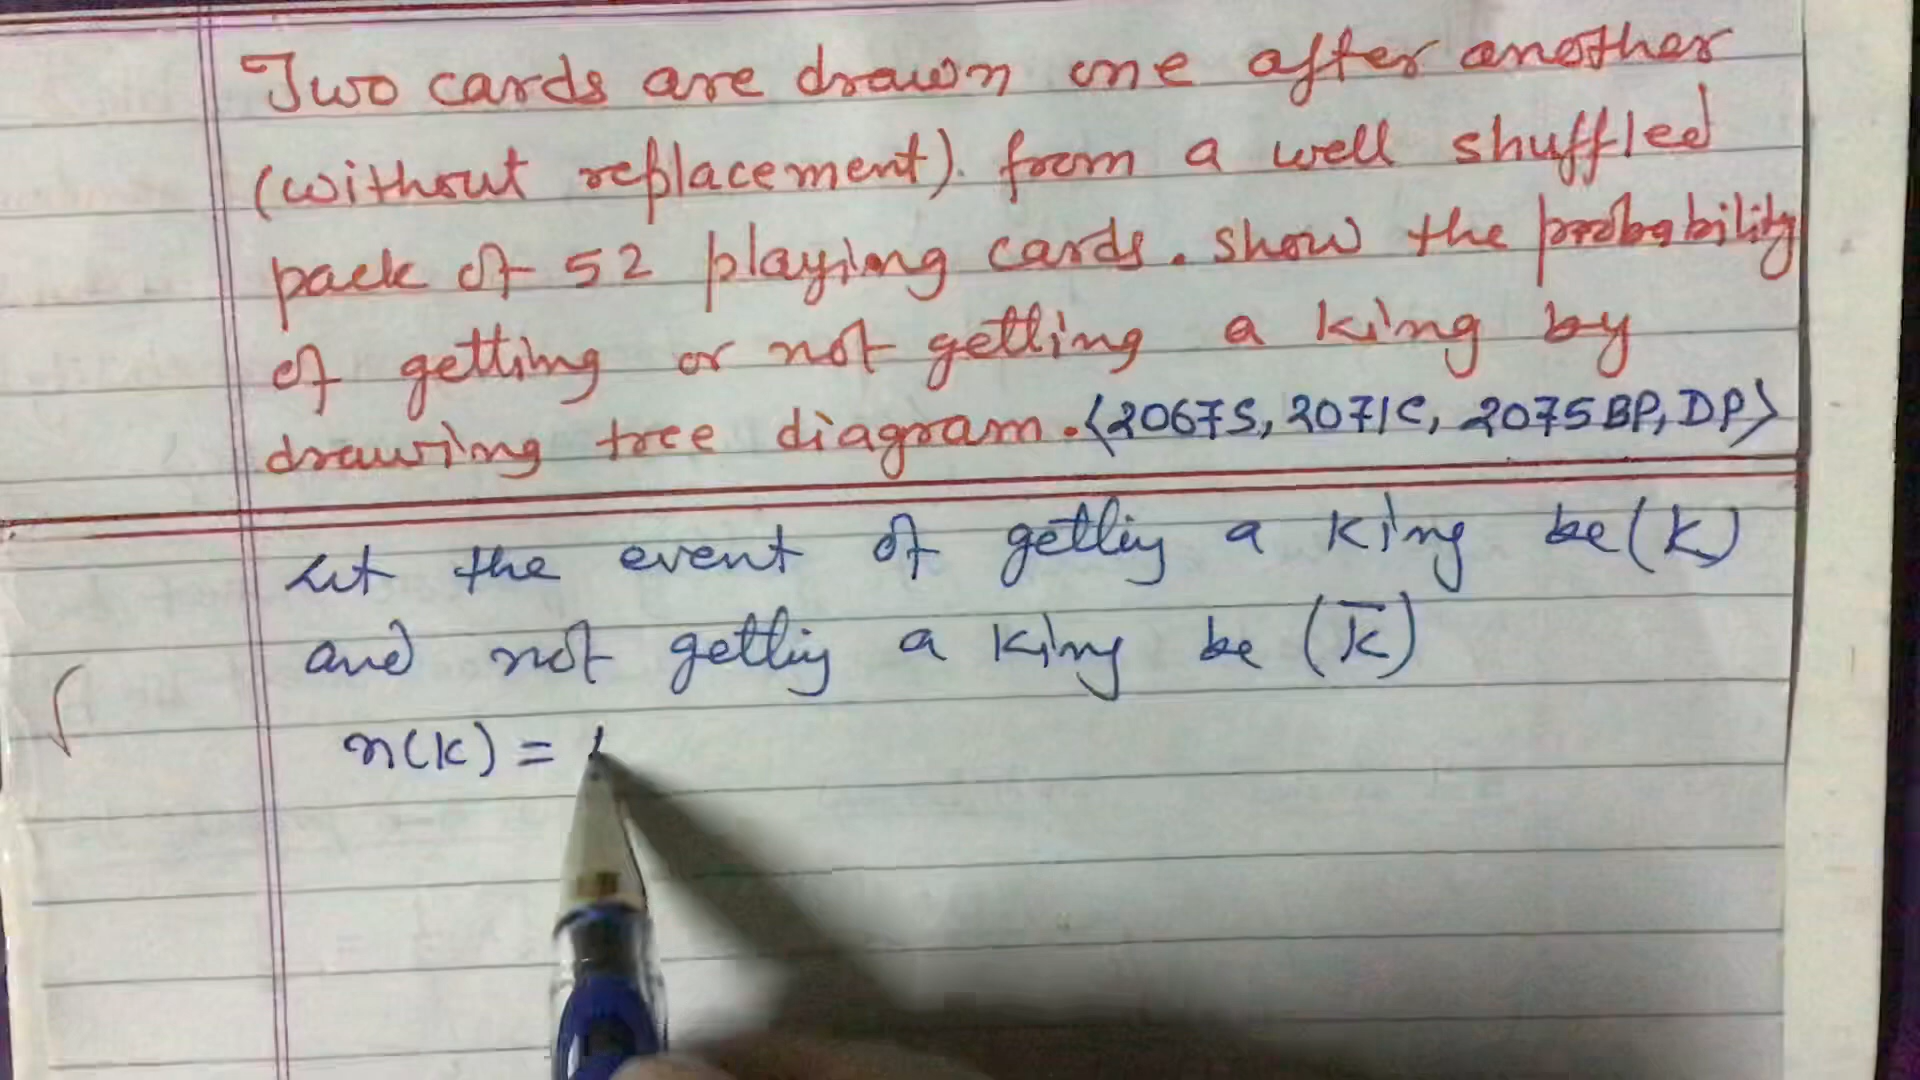 Two cards are drawn one after another
(without replacement). from a well shuffled
pack of 52 playing cards. show the probability
of getting or not getting a king by
drawing tree diagram. <2067S, 2071C, 2075BP, DP>
Let the event of getting a king be (K)
and not getting a king be (K̅)
n(K) =